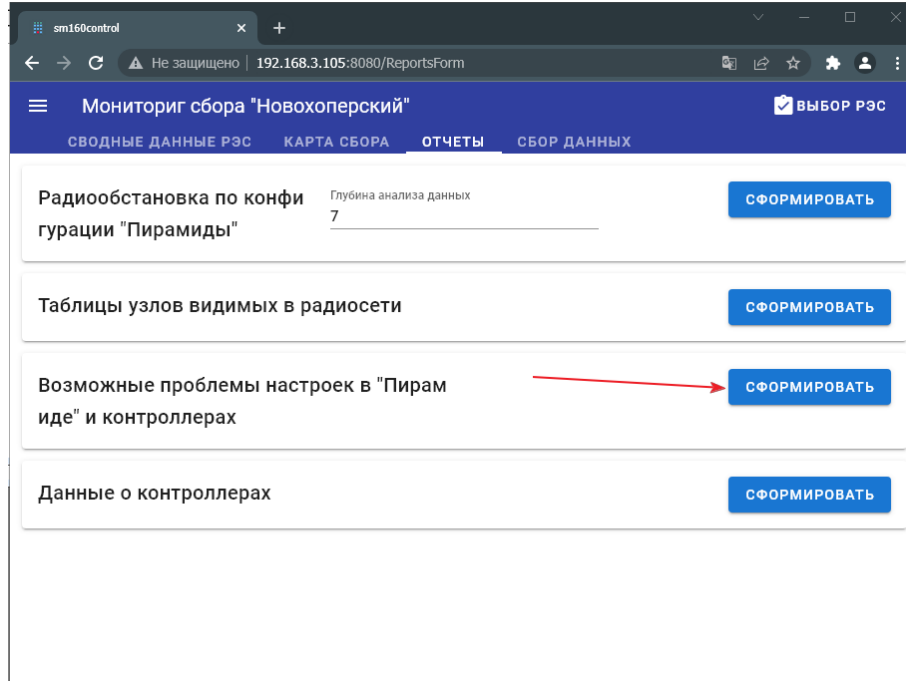 sm160control
Не защищено | 192.168.3.105:8080/ReportsForm
Мониториг сбора "Новохоперский"
ВЫБОР РЭС
СВОДНЫЕ ДАННЫЕ РЭС КАРТА СБОРА ОТЧЕТЫ СБОР ДАННЫХ
Радиообстановка по конфи
гурации "Пирамиды"
Глубина анализа данных
7
СФОРМИРОВАТЬ
Таблицы узлов видимых в радиосети
СФОРМИРОВАТЬ
Возможные проблемы настроек в "Пирам
иде" и контроллерах
СФОРМИРОВАТЬ
Данные о контроллерах
СФОРМИРОВАТЬ